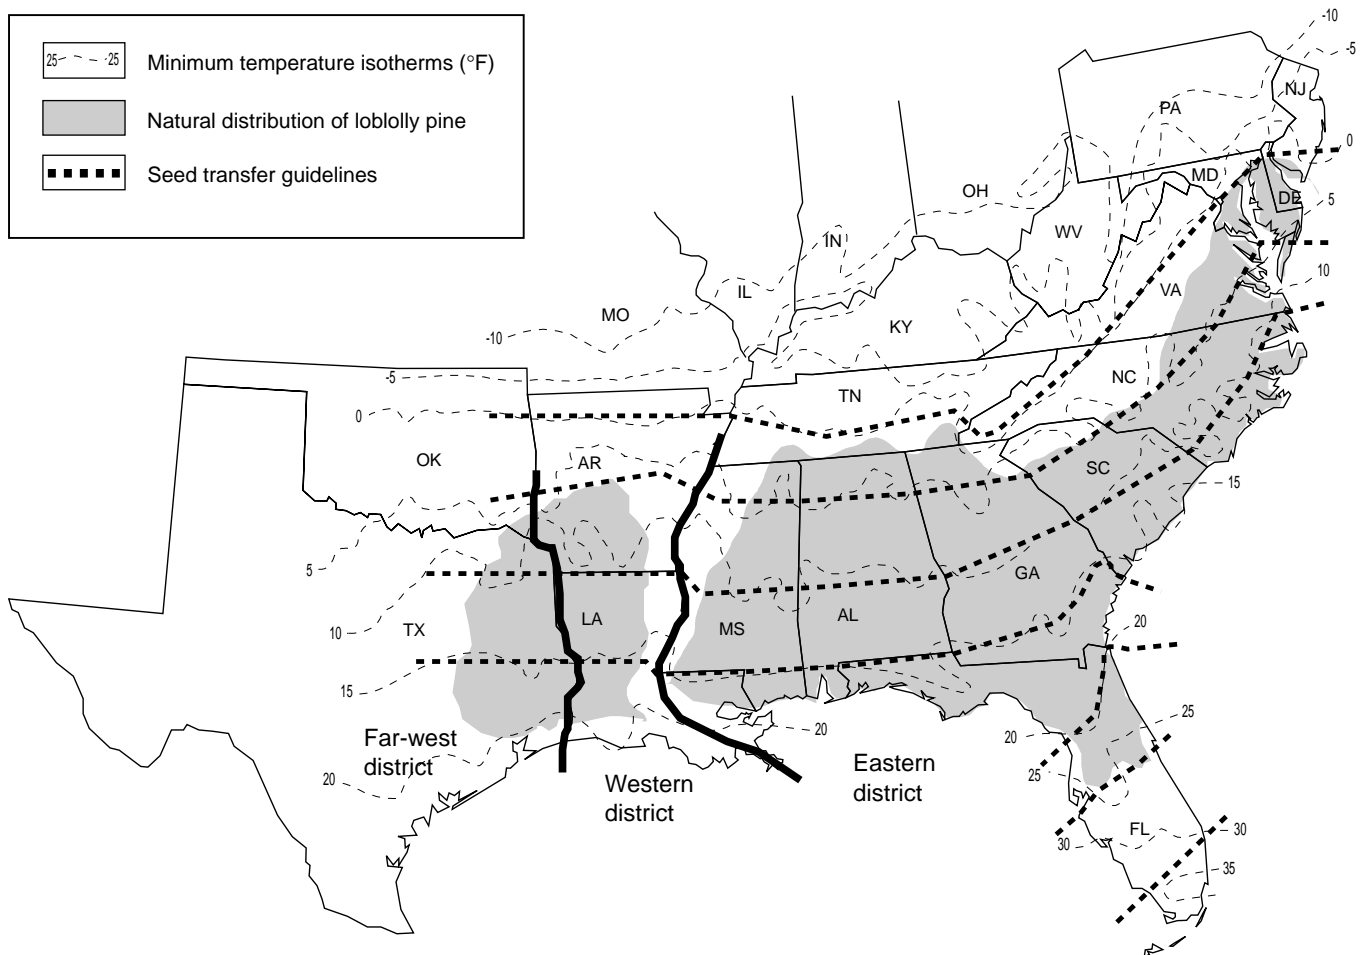 25 25 Minimum temperature isotherms (°F)
Natural distribution of loblolly pine
Seed transfer guidelines
-10
-5
NJ
PA
0
MD
OH
DE
5
WV
IN
10
VA
IL
MO
KY
-10
-5
NC
TN
0
OK
AR
SC
15
5
GA
10
TX
LA
MS
AL
20
15
25
20
20
Far-west
district
Eastern
district
25
20
Western
district
FL
30
30
35